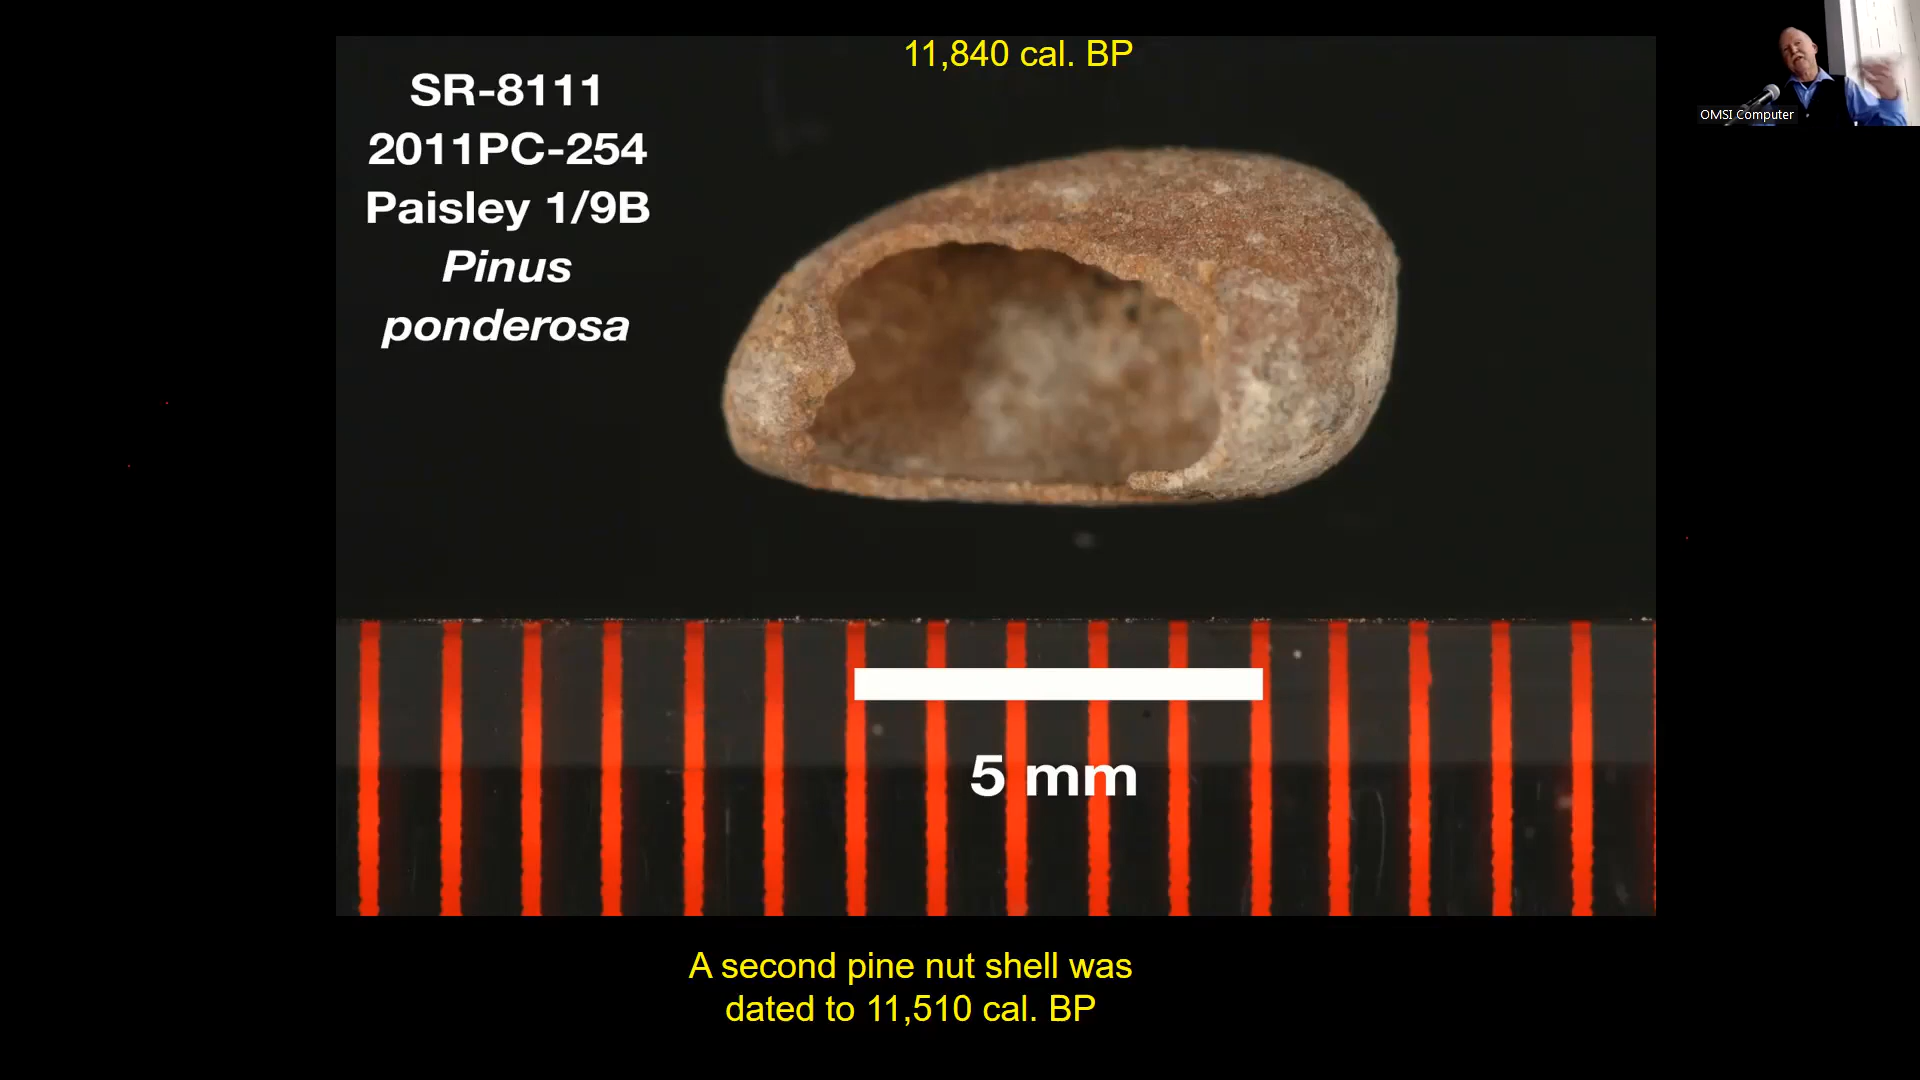 11,840 cal. BP
SR-8111
2011PC-254
Paisley 1/9B
Pinus
ponderosa
OMSI Computer
5 mm
A second pine nut shell was
dated to 11,510 cal. BP